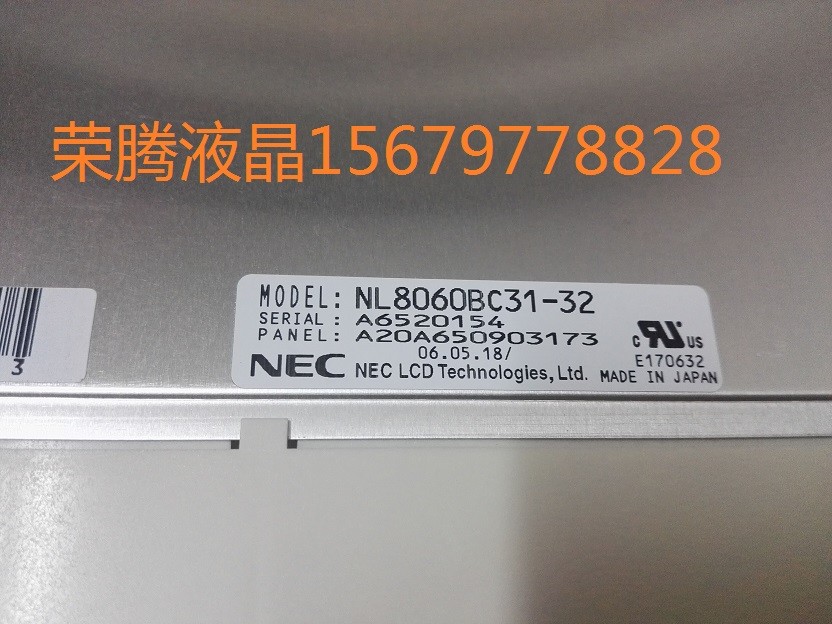 荣腾液晶15679778828
MODEL: NL8060BC31-32
SERIAL: A6520154
PANEL: A20A650903173
06.05.18/
c RU US
E170632
NEC NEC LCD Technologies, Ltd. MADE IN JAPAN
3